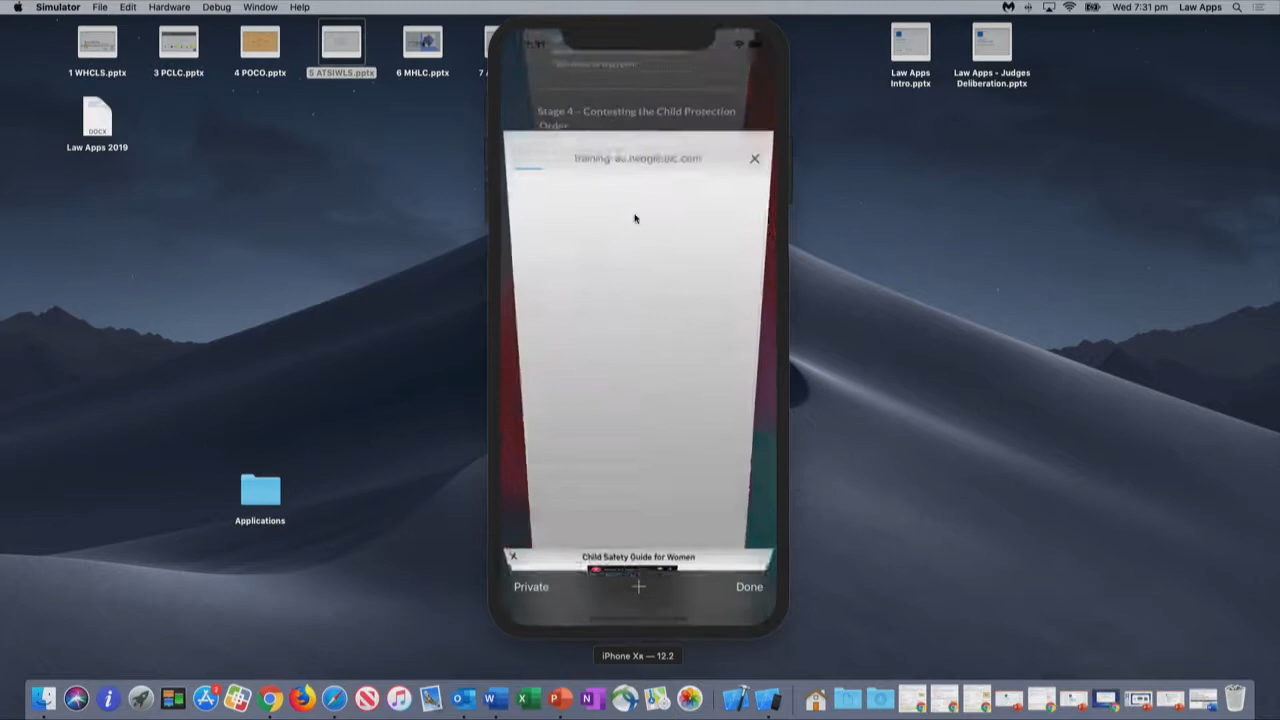 Simulator File Edit Hardware Debug Window Help
Wed 7:31 pm Law Apps
1 WHCLS.pptx
3 PCLC.pptx
4 POCO.pptx
5 ATSIWLS.pptx
6 MHLC.pptx
7
Law Apps
Intro.pptx
Law Apps - Judges
Deliberation.pptx
DOCX
Law Apps 2019
Stage 4 – Contesting the Child Protection
Order
Applications
Child Safety Guide for Women
Private
Done
iPhone XR — 12.2